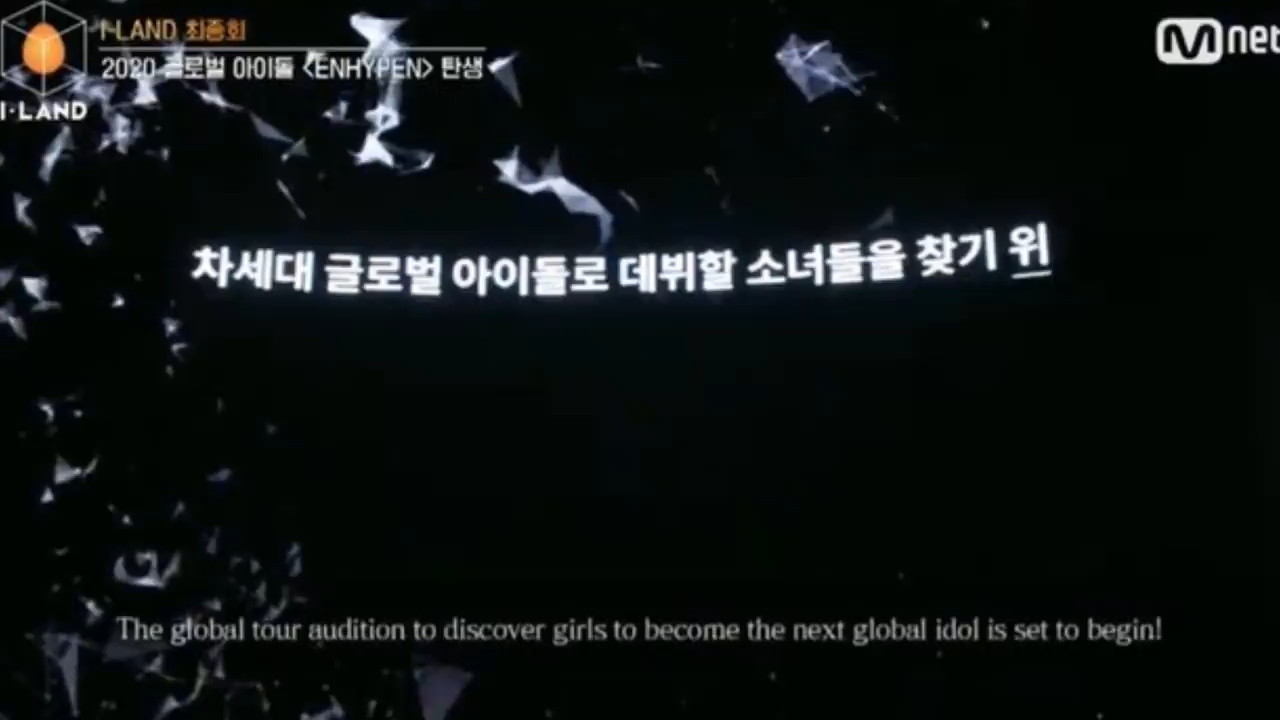 I-LAND 최종회
2020 글로벌 아이돌 <ENHYPEN> 탄생
I·LAND
Mnet
차세대 글로벌 아이돌로 데뷔할 소녀들을 찾기 위
The global tour audition to discover girls to become the next global idol is set to begin!